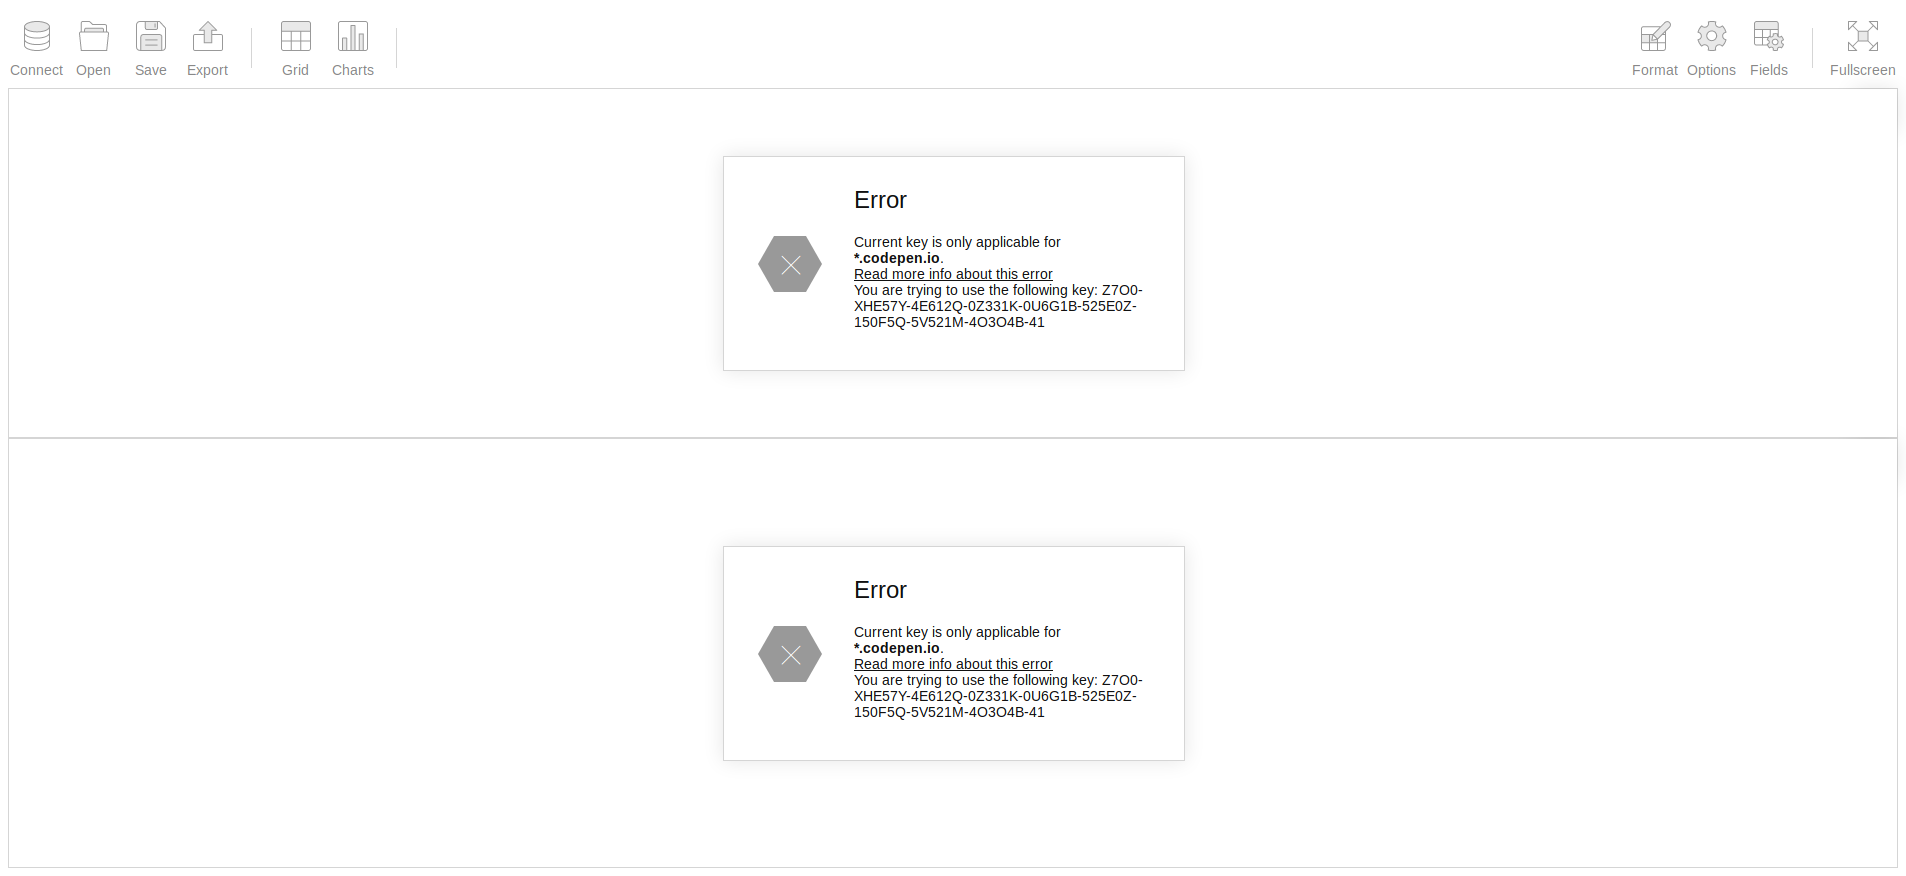 Connect Open Save Export Grid Charts Format Options Fields Fullscreen
Error
Current key is only applicable for
*.codepen.io.
Read more info about this error
You are trying to use the following key: Z7O0-
XHE57Y-4E612Q-0Z331K-0U6G1B-525E0Z-
150F5Q-5V521M-4O3O4B-41
Error
Current key is only applicable for
*.codepen.io.
Read more info about this error
You are trying to use the following key: Z7O0-
XHE57Y-4E612Q-0Z331K-0U6G1B-525E0Z-
150F5Q-5V521M-4O3O4B-41